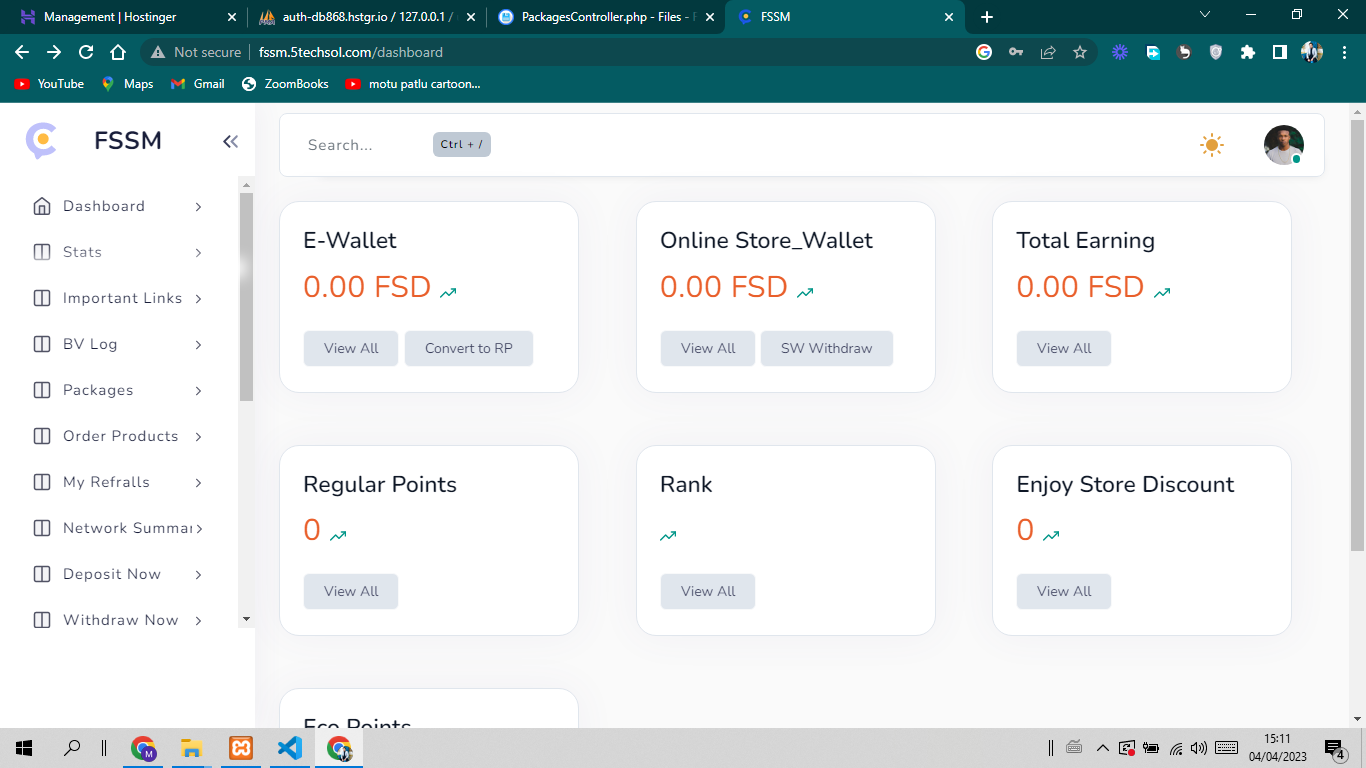 Management | Hostinger
auth-db868.hstgr.io / 127.0.0.1 /
PackagesController.php - Files - F
FSSM
Not secure
fssm.5techsol.com/dashboard
YouTube
Maps
Gmail
ZoomBooks
motu patlu cartoon...
FSSM
Search...
Ctrl + /
Dashboard
Stats
Important Links
BV Log
Packages
Order Products
My Refralls
Network Summar
Deposit Now
Withdraw Now
E-Wallet
0.00 FSD
View All
Convert to RP
Online Store_Wallet
0.00 FSD
View All
SW Withdraw
Total Earning
0.00 FSD
View All
Regular Points
0
View All
Rank
View All
Enjoy Store Discount
0
View All
Eco Points
M
15:11
04/04/2023
4